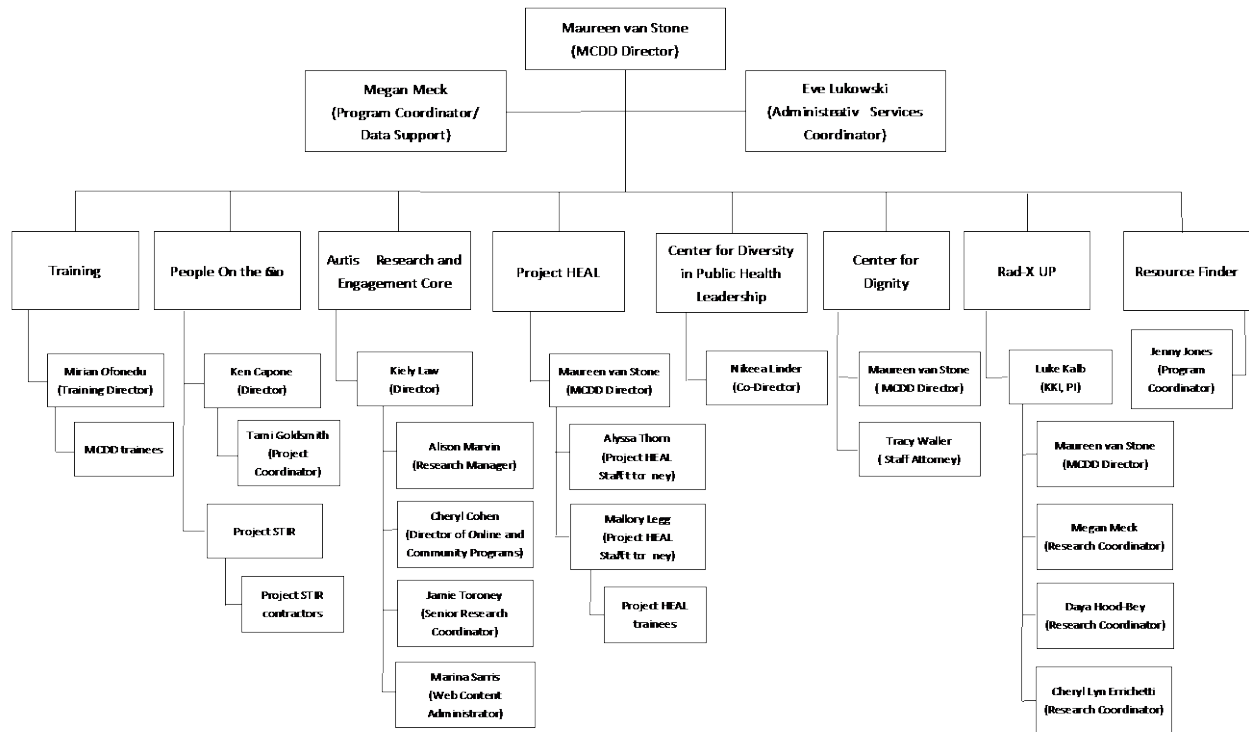 Maureen van Stone
(MCDD Director)
Megan Meck
(Program Coordinator/
Data Support)
Eve Lukowski
(Administreativ Services
Coordinator)
Training
People On the
Autis Research and
Engagement Core
Project HEAL
Center for Diversity
in Public Health
Leadership
Center for
Dignity
Rad-X UP
Resource Finder
Mirian Ofonedu
(Training Director)
MCDD trainees
Ken Capone
(Director)
Tami Goldsmith
(Project
Coordinator)
Project STIR
Project STIR
contractors
Kiely Law
(Director)
Alison Marvin
(Research Manager)
Cheryl Cohen
(Director of Online and
Community Programs)
Jamie Toroney
(Senior Research
Coordinator)
Marina Sarris
(Web Content
Administrator)
Maureen van Stone
(MCDD Director)
Alyssa Thorn
(Project HEAL
Mallory Legg
(Project HEAL
Project HEAL
trainees
Nikeea Linder
(Co-Director)
Maureen van Stone
( MCDD Director)
Tracy Waller
( Staff Attorney)
Luke Kalb
(KKI, PI)
Maureen van Stone
(MCDD Director)
Megan Meck
(Research Coordinator)
Daya Hood-Bey
(Research Coordinator)
Cheryl Lyn Errichetti
(Research Coordinator)
Jenny Jones
(Program
Coordinator)